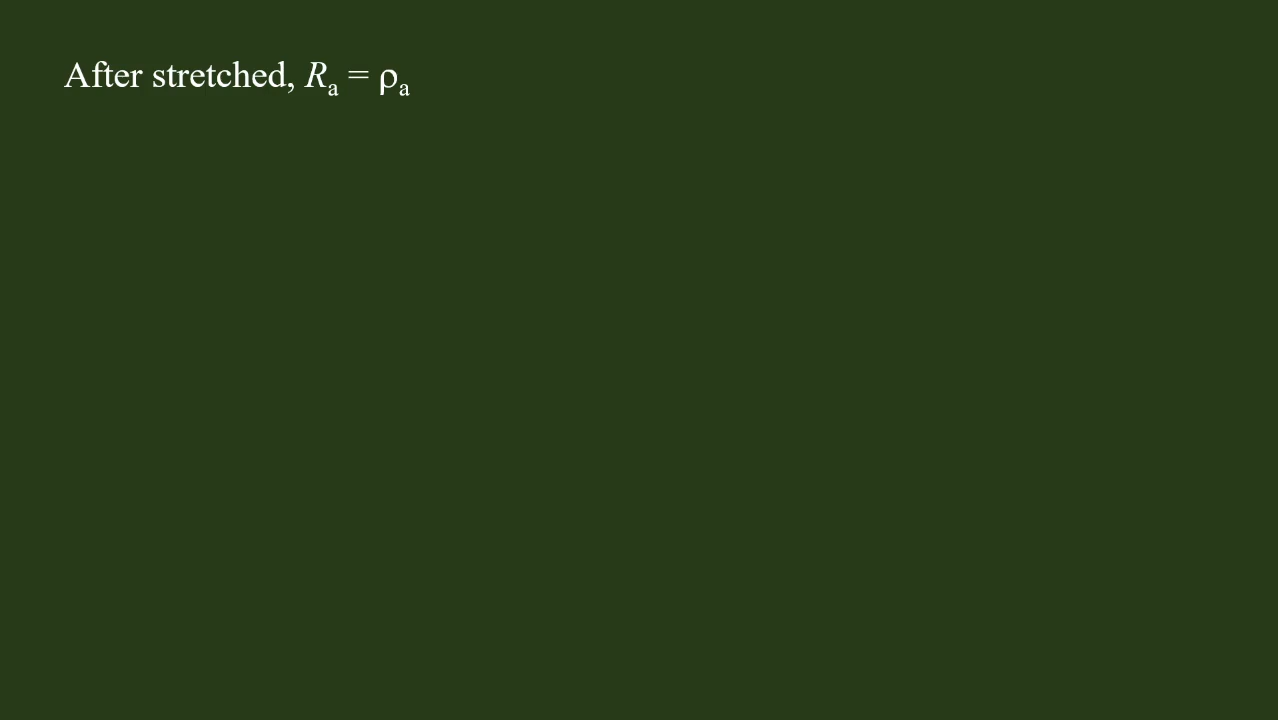 After stretched, Rₐ = ρₐ